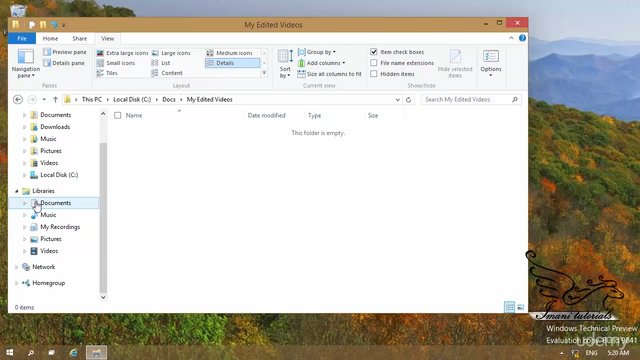 My Edited Videos
File Home Share View
Navigation pane
Preview pane
Details pane
Panes
Extra large icons Large icons Medium icons
Small icons List Details
Tiles Content
Layout
Sort by
Group by
Add columns
Size all columns to fit
Current view
Item check boxes
File name extensions
Hidden items
Hide selected items
Show/hide
Options
This PC Local Disk (C:) Docs My Edited Videos
Search My Edited Videos
Name Date modified Type Size
This folder is empty.
Documents
Downloads
Music
Pictures
Videos
Local Disk (C:)
Libraries
Documents
Music
My Recordings
Pictures
Videos
Network
Homegroup
0 items
Imani tutorials
Windows Technical Preview
Evaluation copy. Build 9841
ûdemy
ENG 5:20 AM